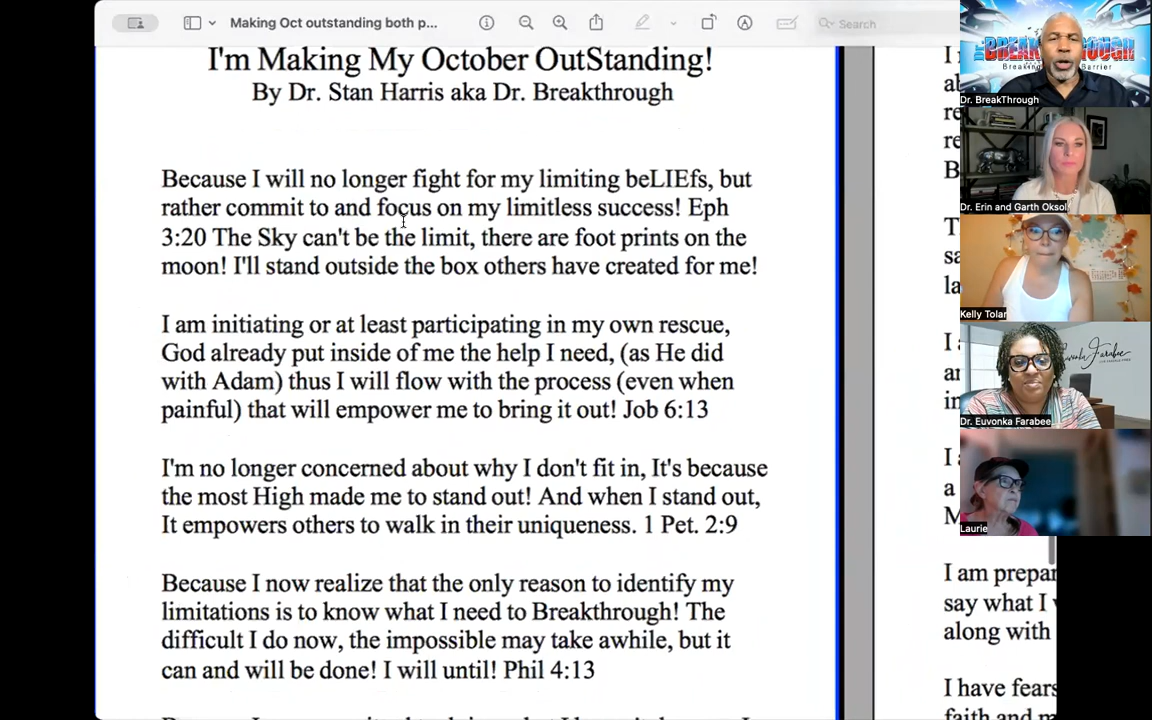 Making Oct outstanding both p...
Search
I'm Making My October OutStanding!
By Dr. Stan Harris aka Dr. Breakthrough
Because I will no longer fight for my limiting beLIEfs, but
rather commit to and focus on my limitless success! Eph
3:20 The Sky can't be the limit, there are foot prints on the
moon! I'll stand outside the box others have created for me!
I am initiating or at least participating in my own rescue,
God already put inside of me the help I need, (as He did
with Adam) thus I will flow with the process (even when
painful) that will empower me to bring it out! Job 6:13
I'm no longer concerned about why I don't fit in, It's because
the most High made me to stand out! And when I stand out,
It empowers others to walk in their uniqueness. 1 Pet. 2:9
Because I now realize that the only reason to identify my
limitations is to know what I need to Breakthrough! The
difficult I do now, the impossible may take awhile, but it
can and will be done! I will until! Phil 4:13
I am prepar
say what I
along with
I have fears
faith and m
Dr. BreakThrough
Dr. Erin and Garth Oksol
Kelly Tolar
Dr. Euvonka Farabee
Euvonka Farabee
Laurie